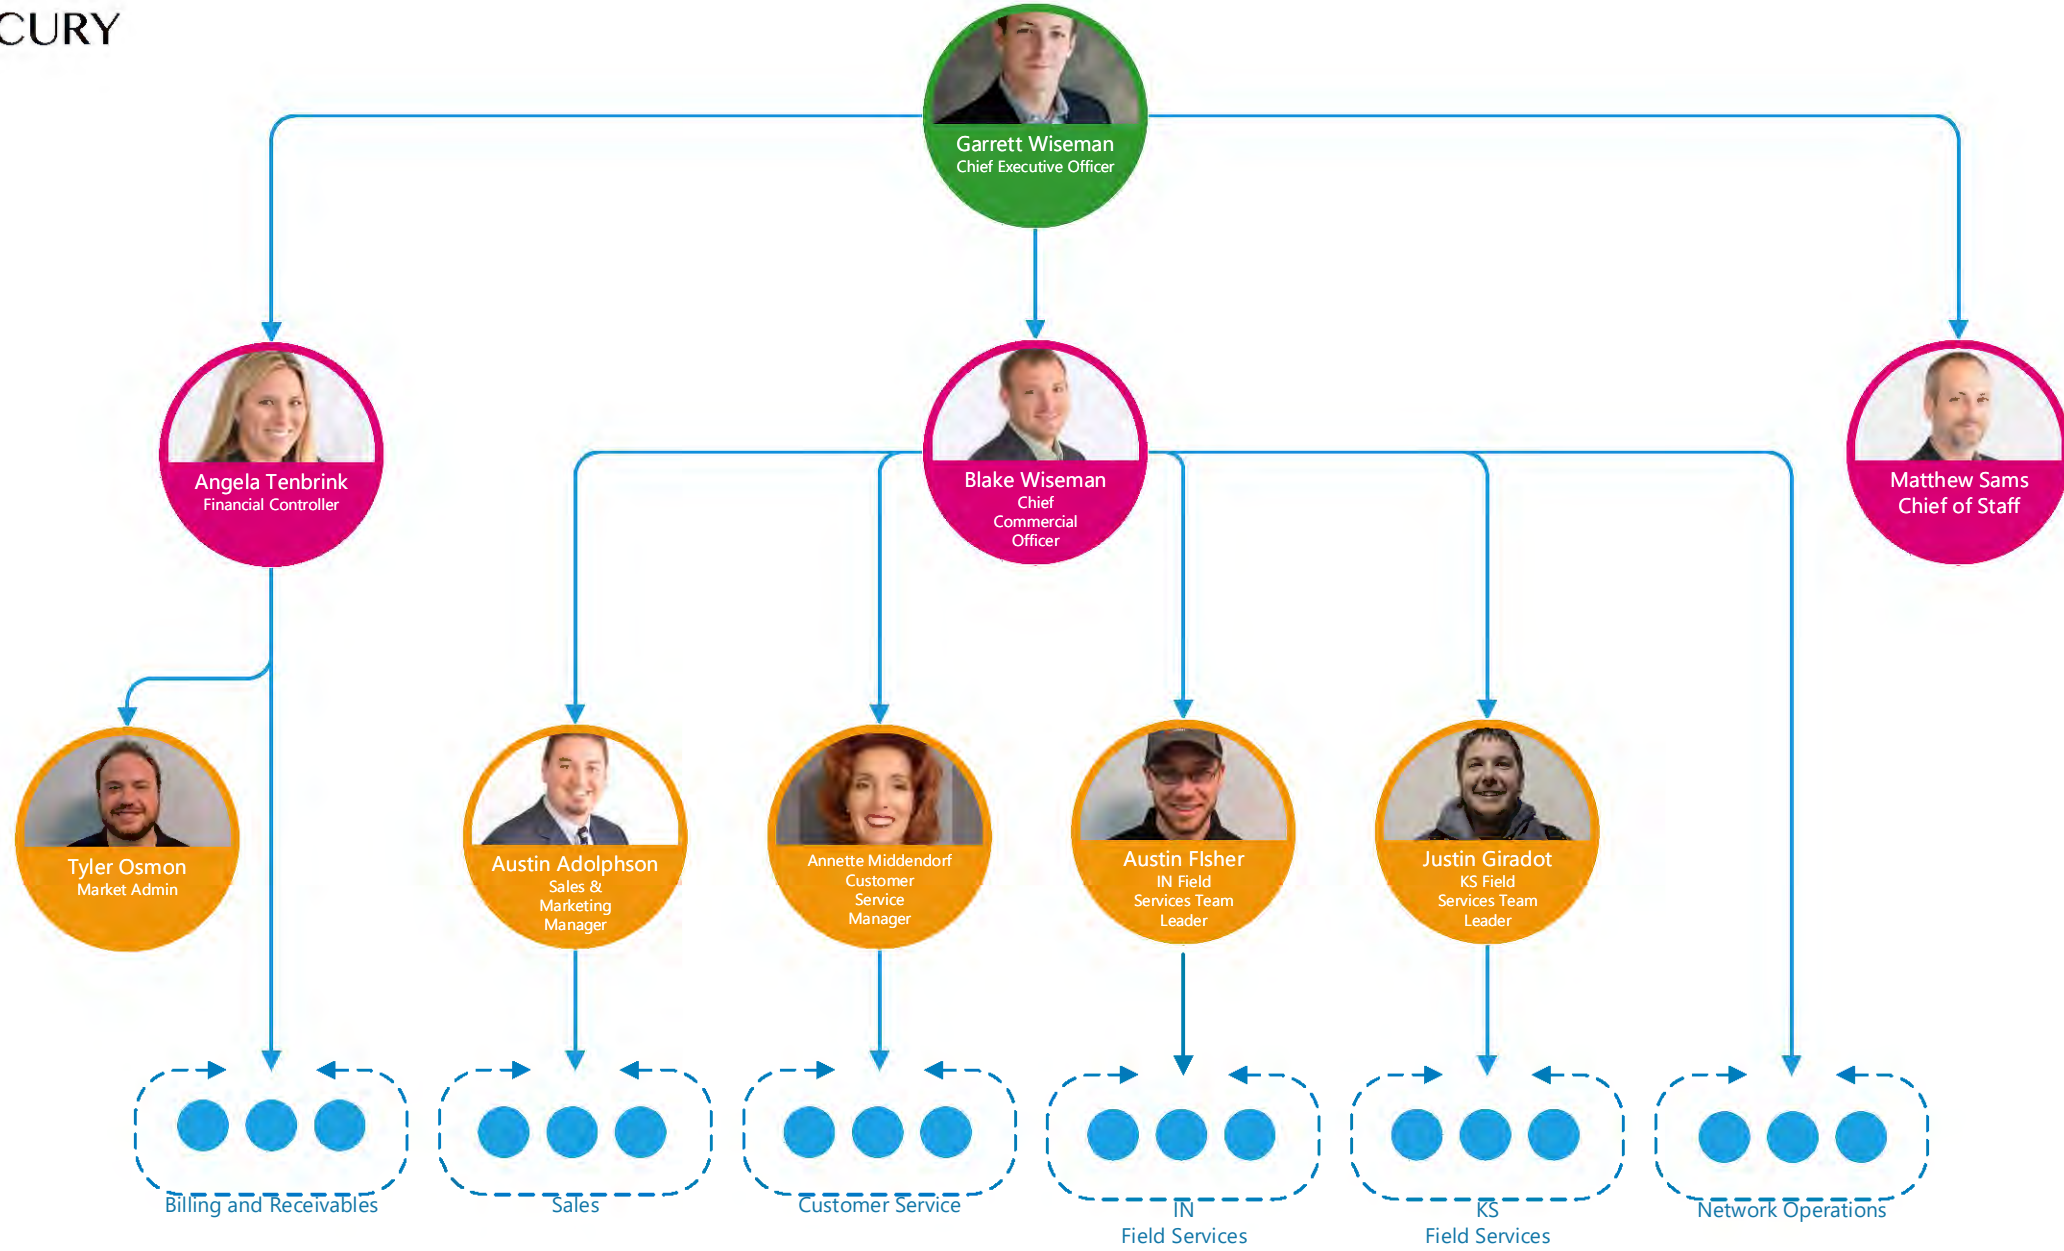 CURY
Garrett Wiseman
Chief Executive Officer
Angela Tenbrink
Financial Controller
Blake Wiseman
Chief
Commercial
Officer
Matthew Sams
Chief of Staff
Tyler Osmon
Market Admin
Austin Adolphson
Sales &
Marketing
Manager
Annette Middendorf
Customer
Service
Manager
Austin FIsher
IN Field
Services Team
Leader
Justin Giradot
KS Field
Services Team
Leader
Billing and Receivables
Sales
Customer Service
IN
Field Services
KS
Field Services
Network Operations